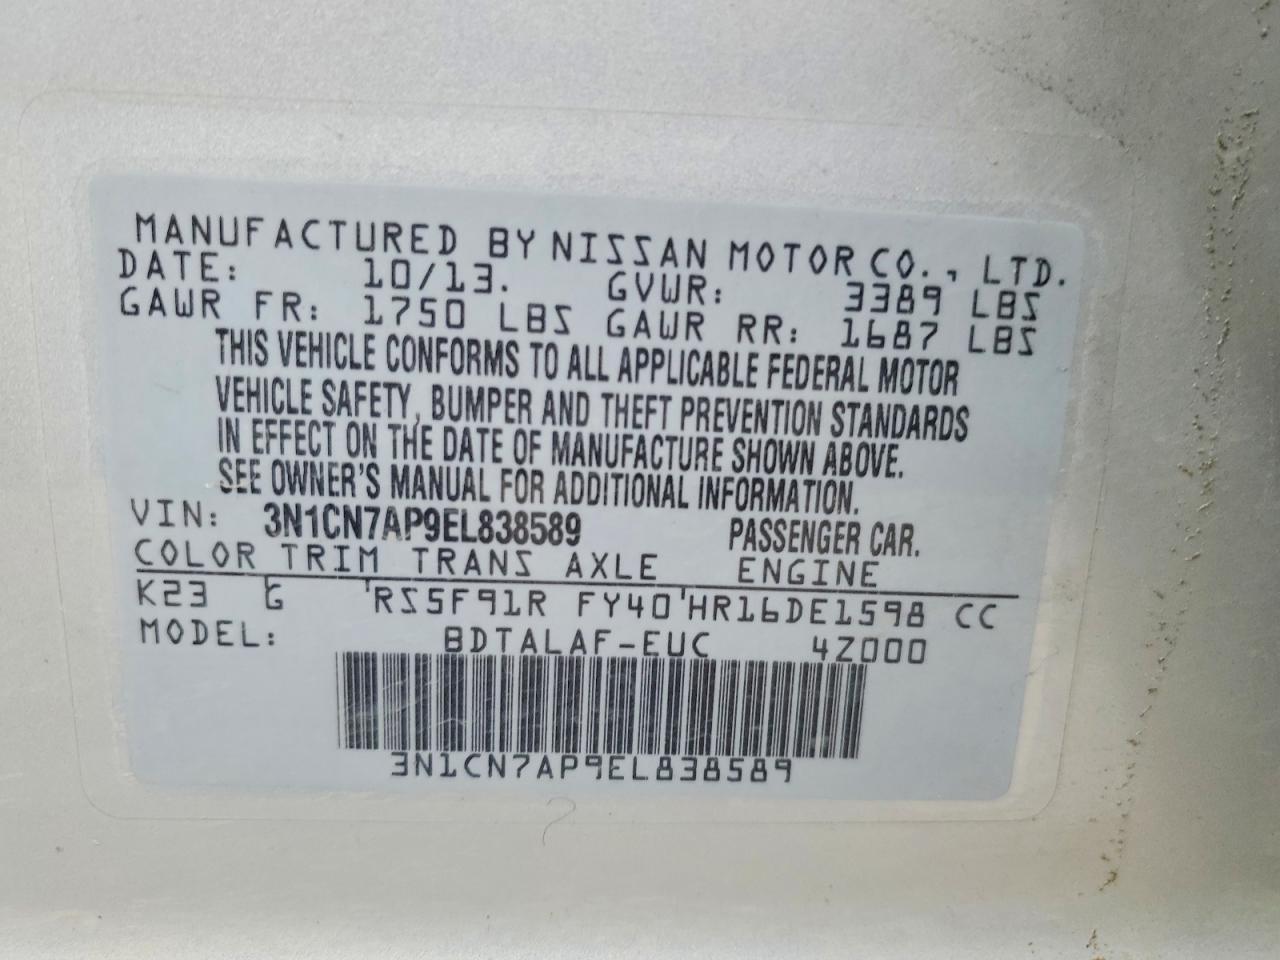 MANUFACTURED BY NISSAN MOTOR CO., LTD.
DATE: 10/13. GVWR: 3389 LBS
GAWR FR: 1750 LBS GAWR RR: 1687 LBS
THIS VEHICLE CONFORMS TO ALL APPLICABLE FEDERAL MOTOR
VEHICLE SAFETY, BUMPER AND THEFT PREVENTION STANDARDS
IN EFFECT ON THE DATE OF MANUFACTURE SHOWN ABOVE.
SEE OWNER'S MANUAL FOR ADDITIONAL INFORMATION.
VIN: 3N1CN7AP9EL838589 PASSENGER CAR.
COLOR TRIM TRANS AXLE ENGINE
K23 G 'RS5F91R FY40'HR16DE1598 CC
MODEL: BDTALAF-EUC 4Z000
3N1CN7AP9EL838589